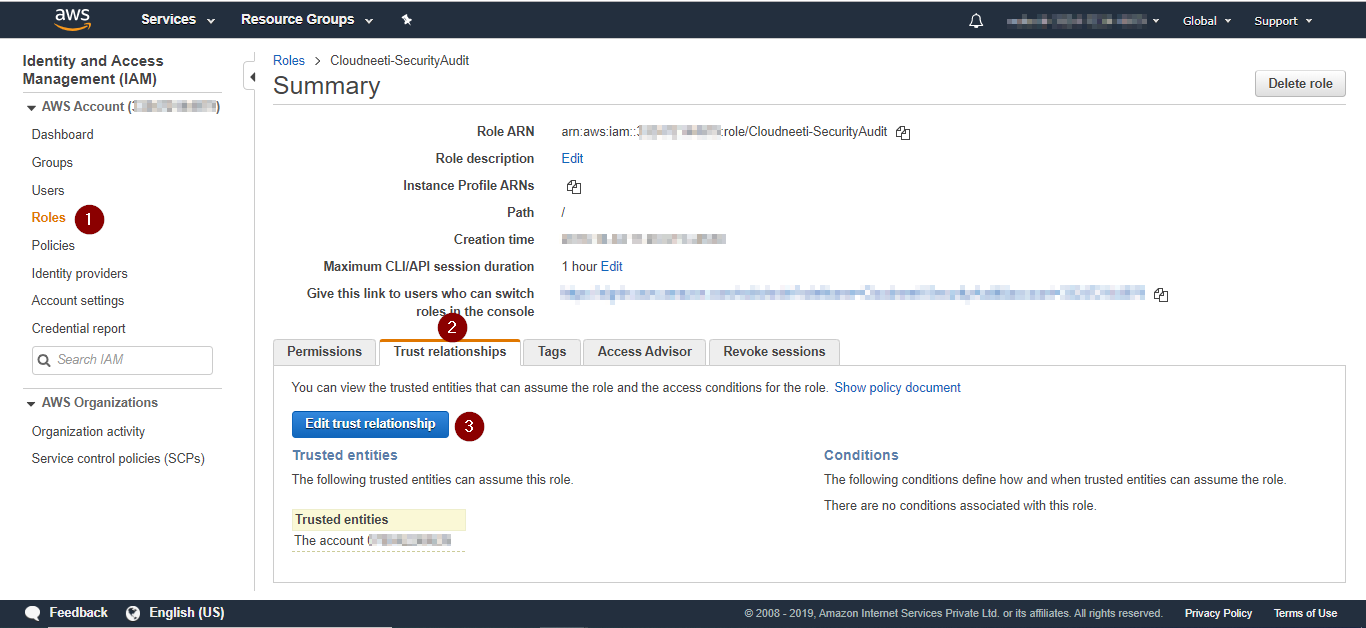 aws
Services
Resource Groups
Global
Support
Identity and Access
Management (IAM)
AWS Account (
)
Dashboard
Groups
Users
Roles
1
Policies
Identity providers
Account settings
Credential report
Search IAM
AWS Organizations
Organization activity
Service control policies (SCPs)
Roles > Cloudneeti-SecurityAudit
Summary
Delete role
Role ARN arn:aws:iam:: :role/Cloudneeti-SecurityAudit
Role description Edit
Instance Profile ARNs
Path /
Creation time
Maximum CLI/API session duration 1 hour Edit
Give this link to users who can switch
roles in the console
2
Permissions
Trust relationships
Tags
Access Advisor
Revoke sessions
You can view the trusted entities that can assume the role and the access conditions for the role. Show policy document
Edit trust relationship
3
Trusted entities
The following trusted entities can assume this role.
Trusted entities
The account
Conditions
The following conditions define how and when trusted entities can assume the role.
There are no conditions associated with this role.
Feedback
English (US)
© 2008 - 2019, Amazon Internet Services Private Ltd. or its affiliates. All rights reserved.
Privacy Policy
Terms of Use